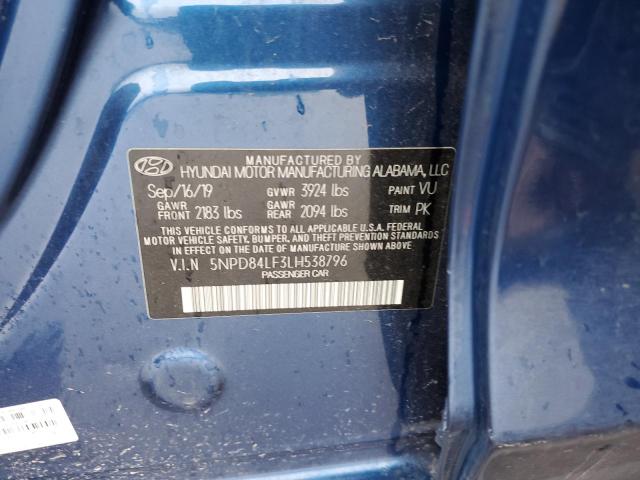 MANUFACTURED BY
HYUNDAI MOTOR MANUFACTURING ALABAMA, LLC
Sep/16/19 GVWR 3924 lbs PAINT VU
GAWR FRONT 2183 lbs GAWR REAR 2094 lbs TRIM PK
THIS VEHICLE CONFORMS TO ALL APPLICABLE U.S.A. FEDERAL
MOTOR VEHICLE SAFETY, BUMPER, AND THEFT PREVENTION
STANDARDS IN EFFECT ON THE DATE OF MANUFACTURE SHOWN ABOVE.
V.I.N 5NPD84LF3LH538796
PASSENGER CAR